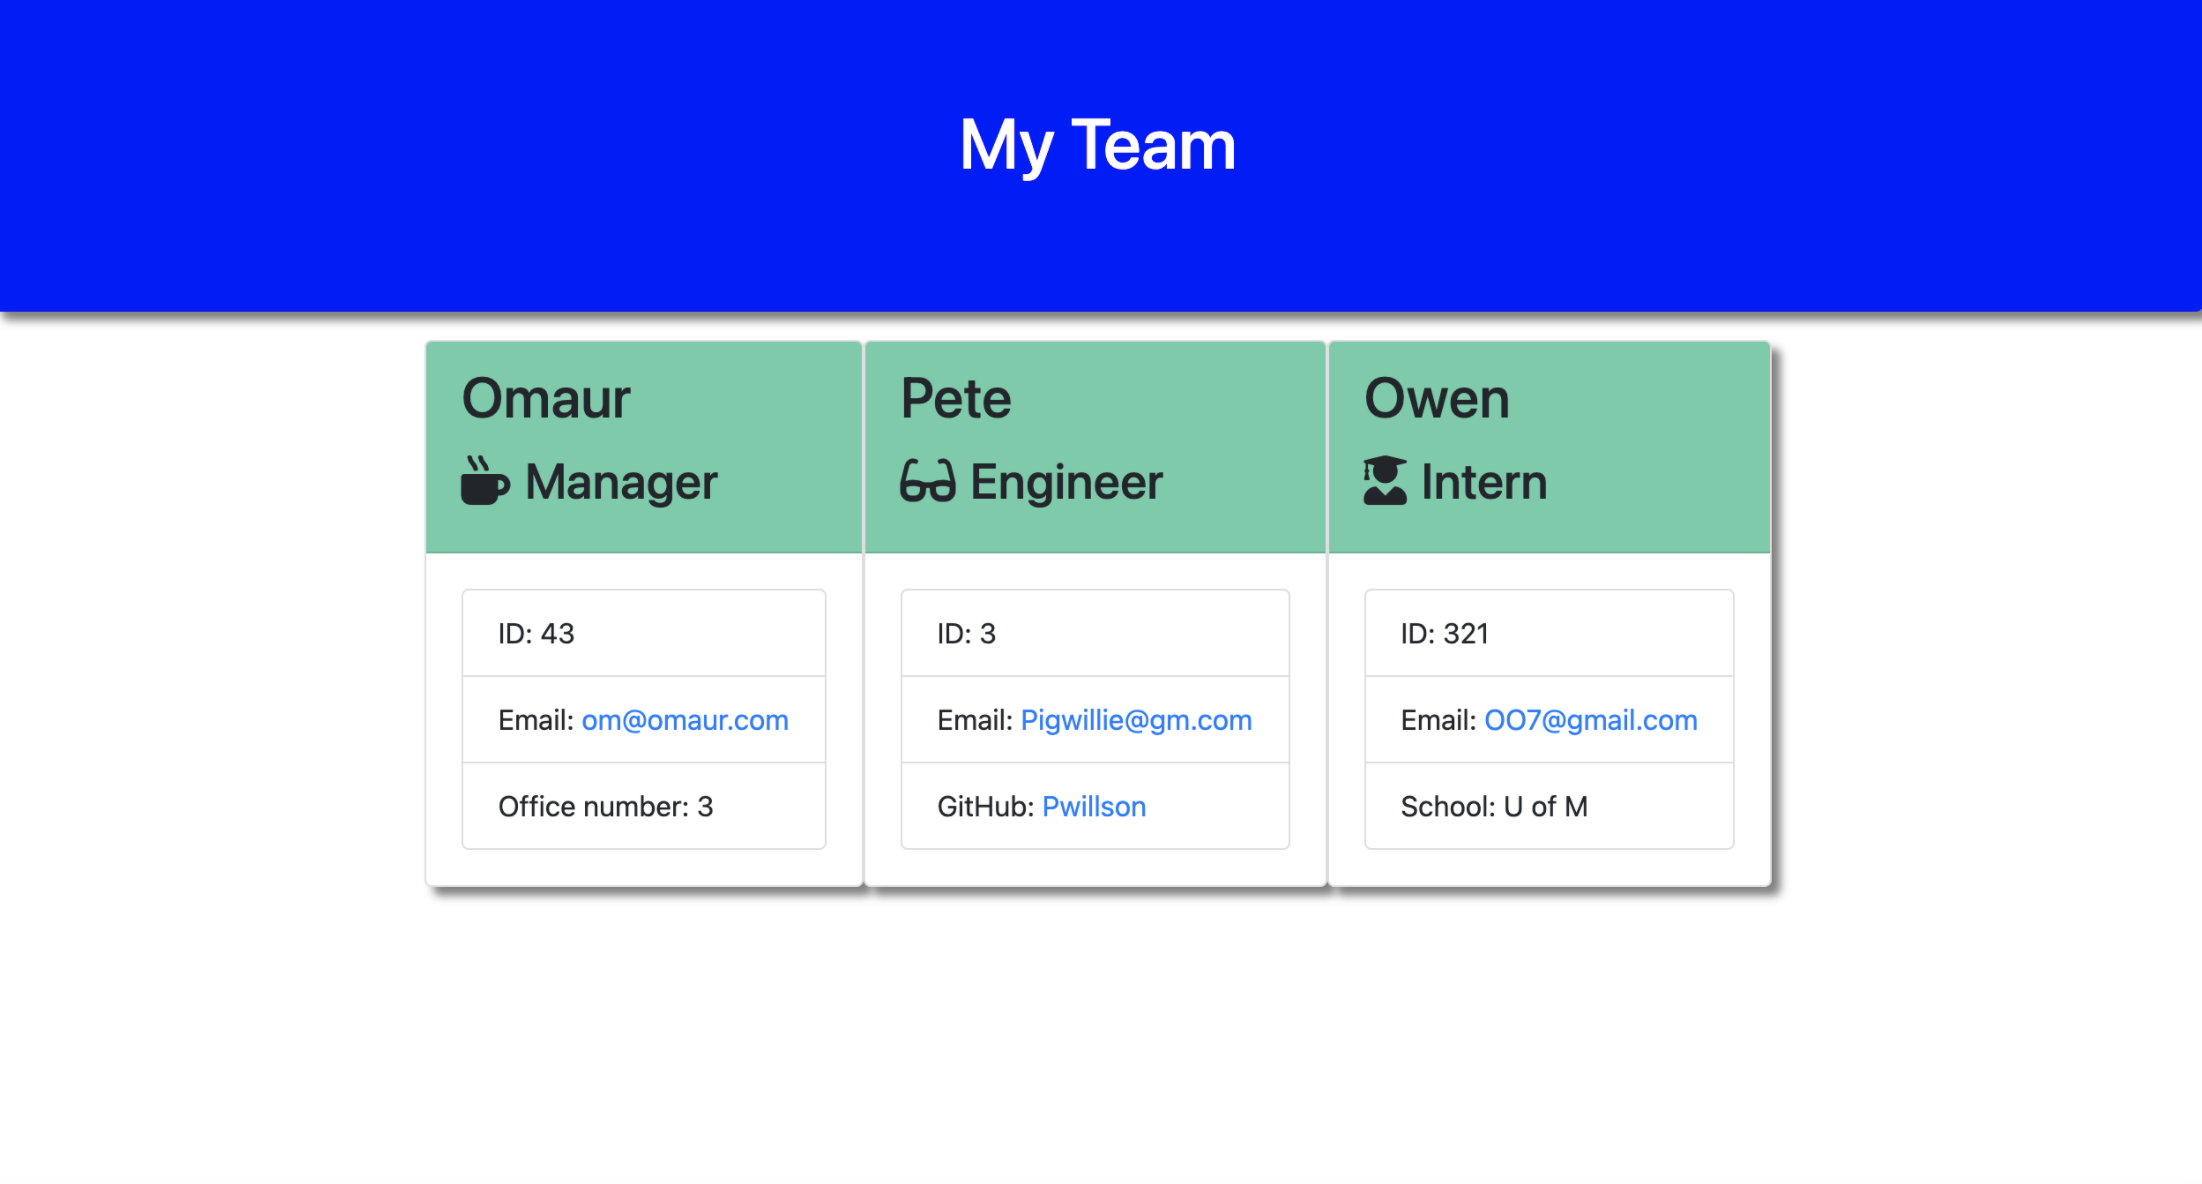 My Team
Omaur
Manager
ID: 43
Email: om@omaur.com
Office number: 3
Pete
Engineer
ID: 3
Email: Pigwillie@gm.com
GitHub: Pwillson
Owen
Intern
ID: 321
Email: OO7@gmail.com
School: U of M